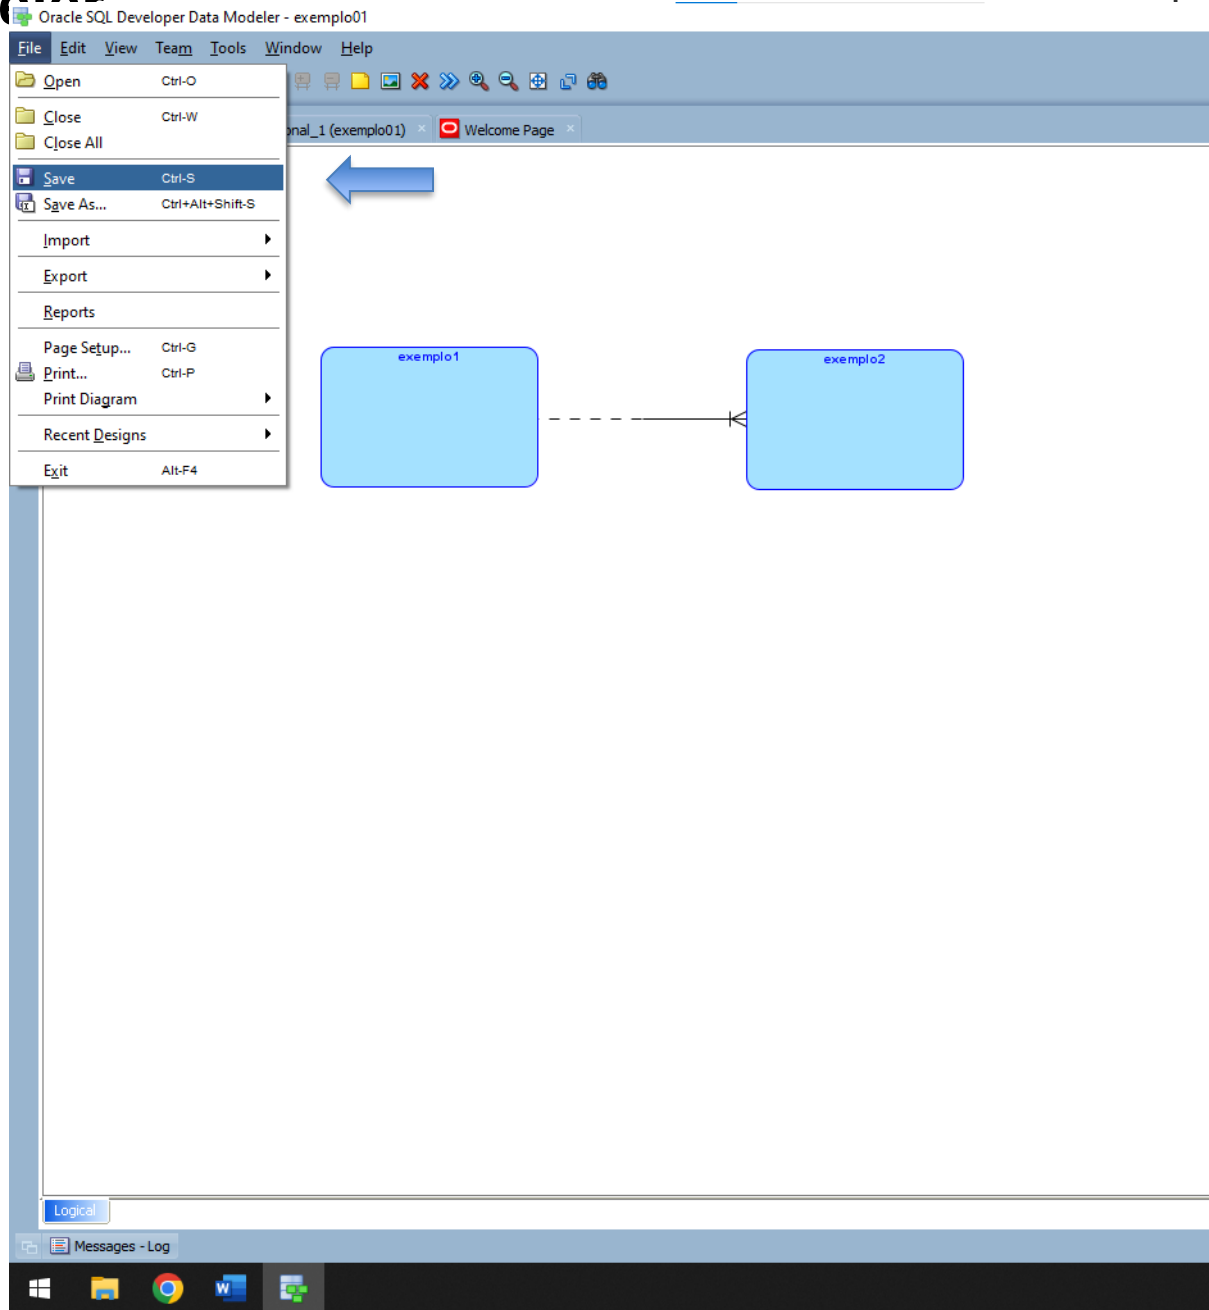 Oracle SQL Developer Data Modeler - exemplo01
File Edit View Team Tools Window Help
Open Ctrl-O
Close Ctrl-W
onal_1 (exemplo01) Welcome Page
Close All
Save Ctrl-S
Save As... Ctrl+Alt+Shift-S
Import
Export
Reports
Page Setup... Ctrl-G
Print... Ctrl-P
Print Diagram
Recent Designs
Exit Alt-F4
exemplo1
exemplo2
Logical
Messages - Log